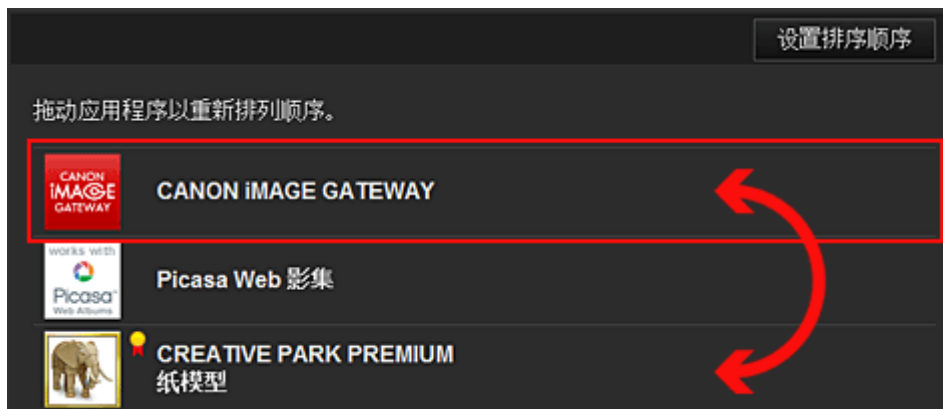 设置排序顺序
拖动应用程序以重新排列顺序。
CANON
iMAGE
GATEWAY
CANON iMAGE GATEWAY
works with
Picasa™
Web Albums
Picasa Web 影集
CREATIVE PARK PREMIUM
纸模型